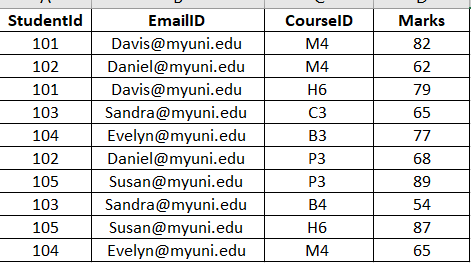 StudentId EmailID CourseID Marks
101 Davis@myuni.edu M4 82
102 Daniel@myuni.edu M4 62
101 Davis@myuni.edu H6 79
103 Sandra@myuni.edu C3 65
104 Evelyn@myuni.edu B3 77
102 Daniel@myuni.edu P3 68
105 Susan@myuni.edu P3 89
103 Sandra@myuni.edu B4 54
105 Susan@myuni.edu H6 87
104 Evelyn@myuni.edu M4 65